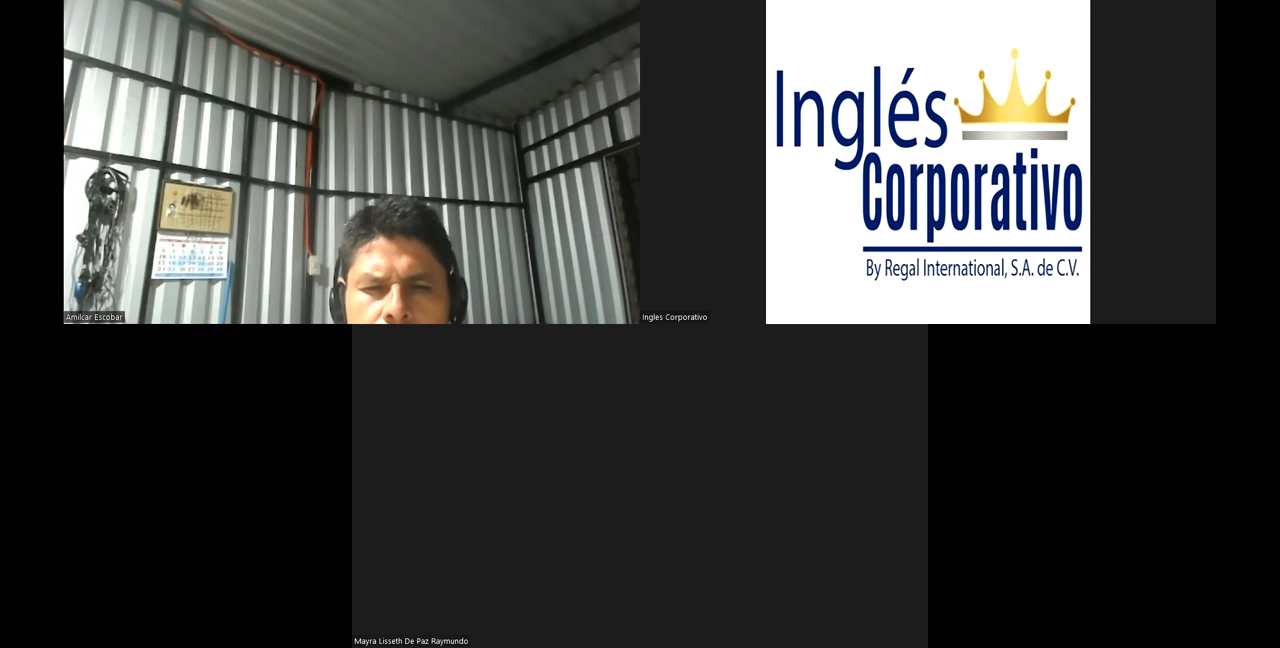 Inglés
Corporativo
By Regal International, S.A. de C.V.
Amilcar Escobar
Ingles Corporativo
Mayra Lisseth De Paz Raymundo